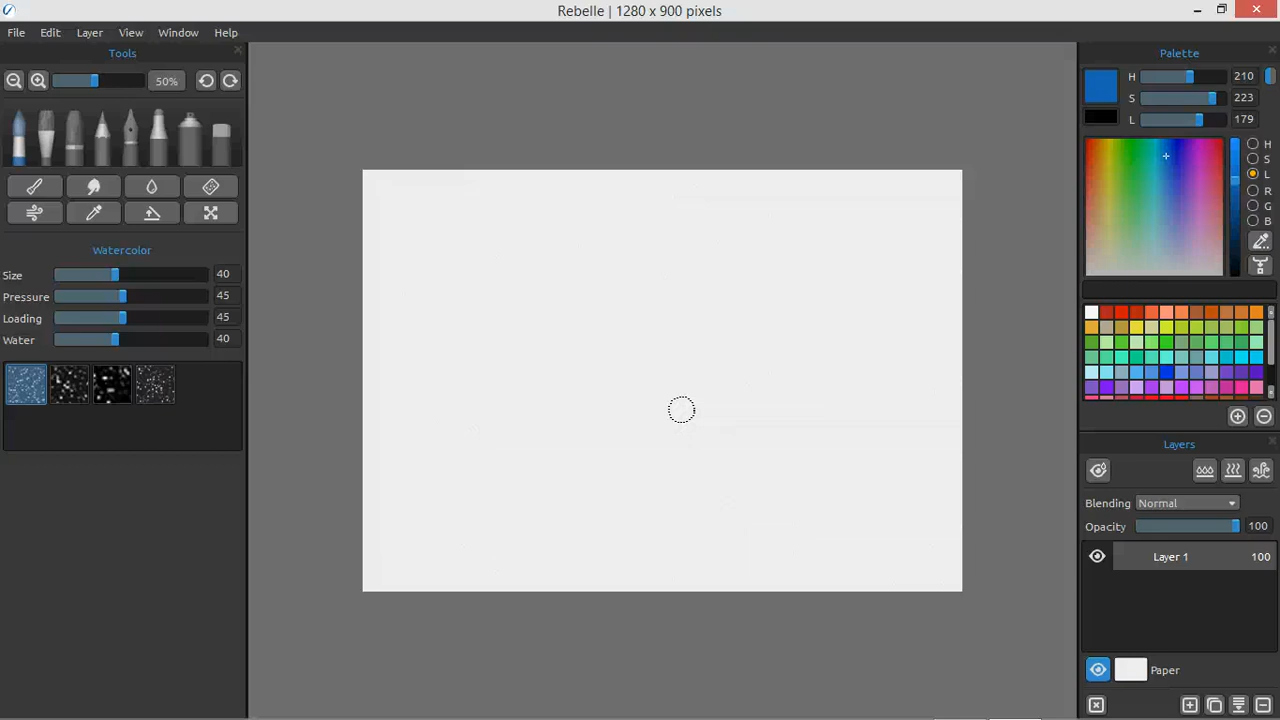 Rebelle | 1280 x 900 pixels
File Edit Layer View Window Help
Tools
50%
Watercolor
Size 40
Pressure 45
Loading 45
Water 40
Palette
H 210
S 223
L 179
H
S
L
R
G
B
Layers
Blending Normal
Opacity 100
Layer 1 100
Paper